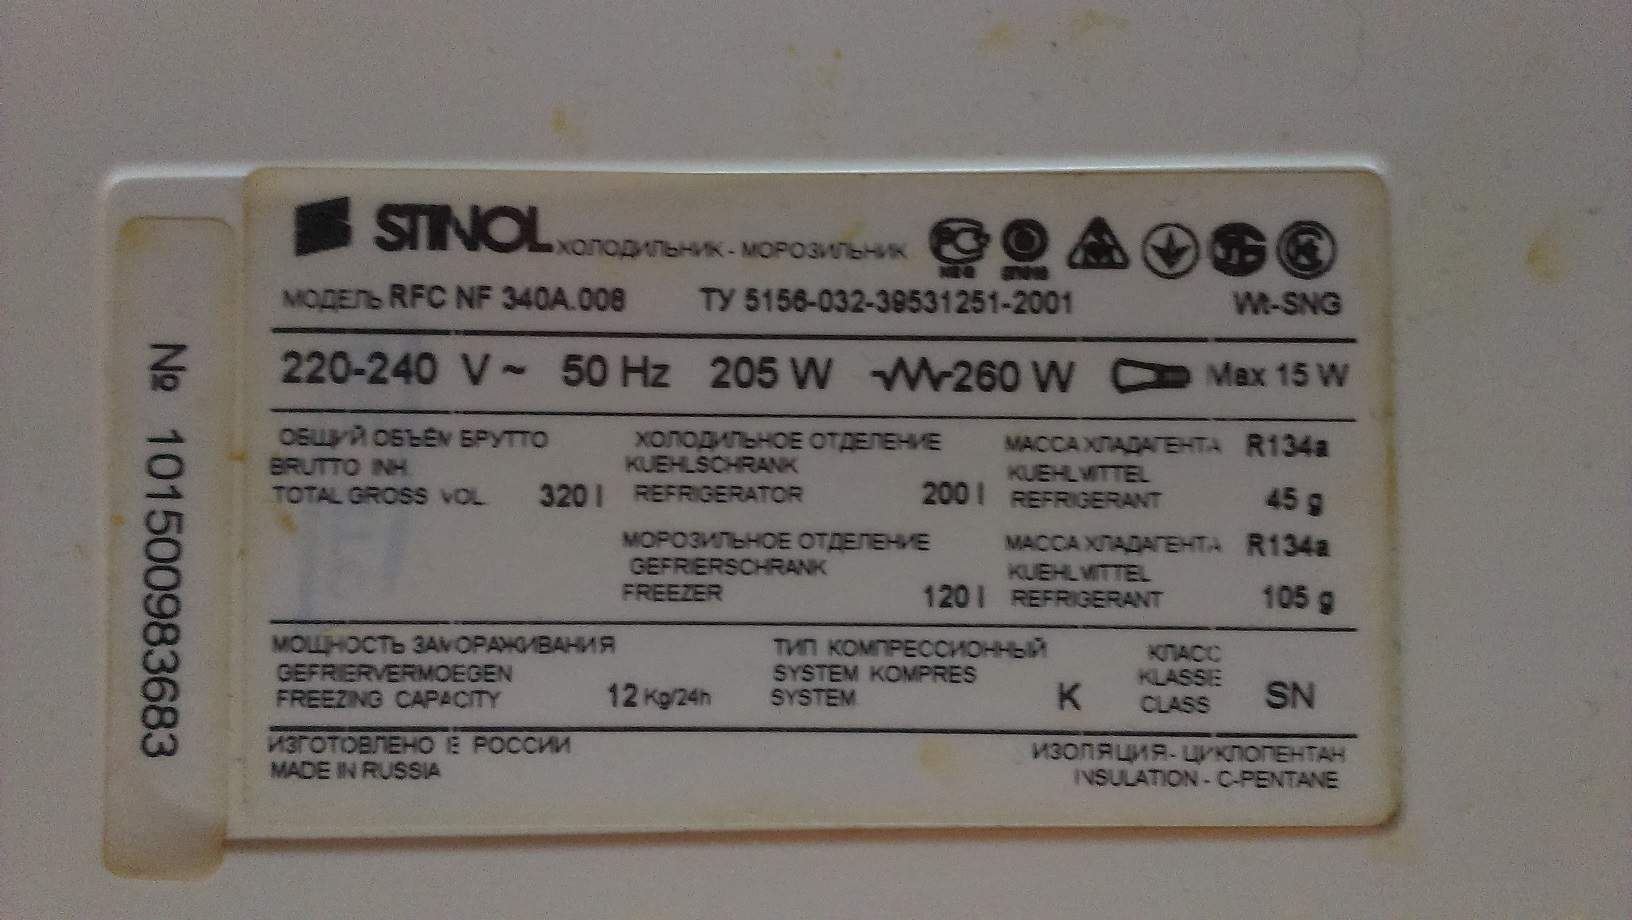 № 101500983683
STINOL ХОЛОДИЛЬНИК - МОРОЗИЛЬНИК
МОДЕЛЬ RFC NF 340A.008 ТУ 5156-032-39531251-2001 Wt-SNG
220-240 V ~ 50 Hz 205 W 260 W Max 15 W
ОБЩИЙ ОБЪЁМ БРУТТО
BRUTTO INH.
TOTAL GROSS VOL. 320 l
ХОЛОДИЛЬНОЕ ОТДЕЛЕНИЕ
KUEHLSCHRANK
REFRIGERATOR 200 l
МАССА ХЛАДАГЕНТА R134a
KUEHLMITTEL
REFRIGERANT 45 g
МОРОЗИЛЬНОЕ ОТДЕЛЕНИЕ
GEFRIERSCHRANK
FREEZER 120 l
МАССА ХЛАДАГЕНТА R134a
KUEHLMITTEL
REFRIGERANT 105 g
МОЩНОСТЬ ЗАМОРАЖИВАНИЯ
GEFRIERVERMOEGEN
FREEZING CAPACITY 12 Kg/24h
ТИП КОМПРЕССИОННЫЙ
SYSTEM KOMPRES
SYSTEM K
КЛАСС
KLASSE
CLASS SN
ИЗГОТОВЛЕНО В РОССИИ
MADE IN RUSSIA
ИЗОЛЯЦИЯ - ЦИКЛОПЕНТАН
INSULATION - C-PENTANE